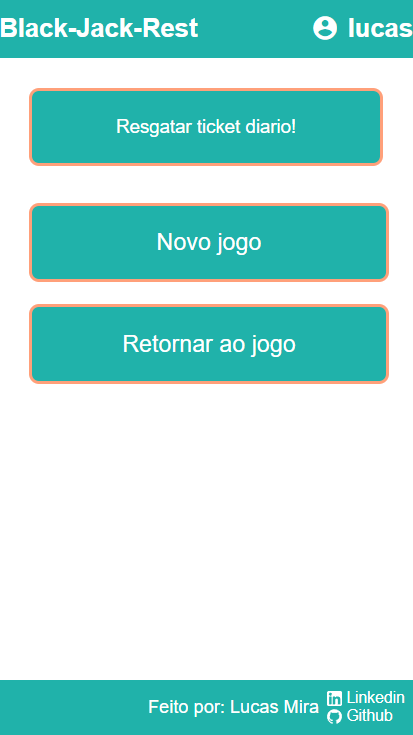 Black-Jack-Rest lucas
Resgatar ticket diario!
Novo jogo
Retornar ao jogo
Feito por: Lucas Mira
Linkedin
Github